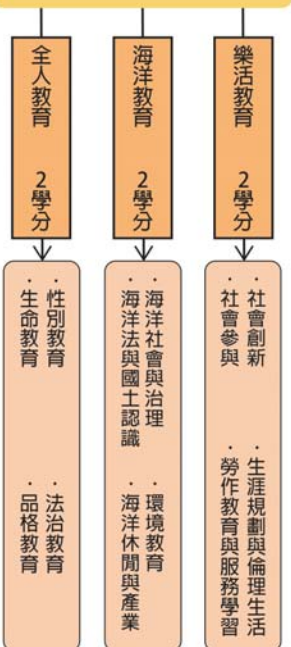 樂活教育 2學分
・社會創新 ・生涯規劃與倫理生活
・社會參與 ・勞作教育與服務學習
海洋教育 2學分
・海洋社會與治理 ・環境教育
・海洋法與國土認識 ・海洋休閒與產業
全人教育 2學分
・性別教育 ・法治教育
・生命教育 ・品格教育